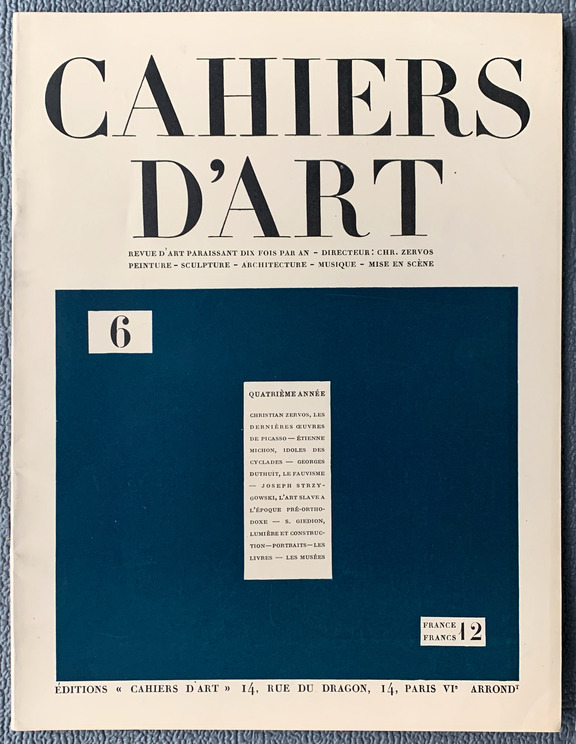 CAHIERS
D'ART
REVUE D'ART PARAISSANT DIX FOIS PAR AN – DIRECTEUR: CHR. ZERVOS
PEINTURE – SCULPTURE – ARCHITECTURE – MUSIQUE – MISE EN SCÈNE
6
QUATRIÈME ANNÉE
CHRISTIAN ZERVOS, LES
DERNIÈRES ŒUVRES
DE PICASSO — ÉTIENNE
MICHON, IDOLES DES
CYCLADES — GEORGES
DUTHUIT, LE FAUVISME
— JOSEPH STRZY-
GOWSKI, L'ART SLAVE A
L'ÉPOQUE PRÉ-ORTHO-
DOXE — S. GIEDION,
LUMIÈRE ET CONSTRUC-
TION—PORTRAITS—LES
LIVRES — LES MUSÉES
FRANCE
FRANCS 12
ÉDITIONS « CAHIERS D'ART » 14, RUE DU DRAGON, 14, PARIS VIᵉ ARRONDᵗ